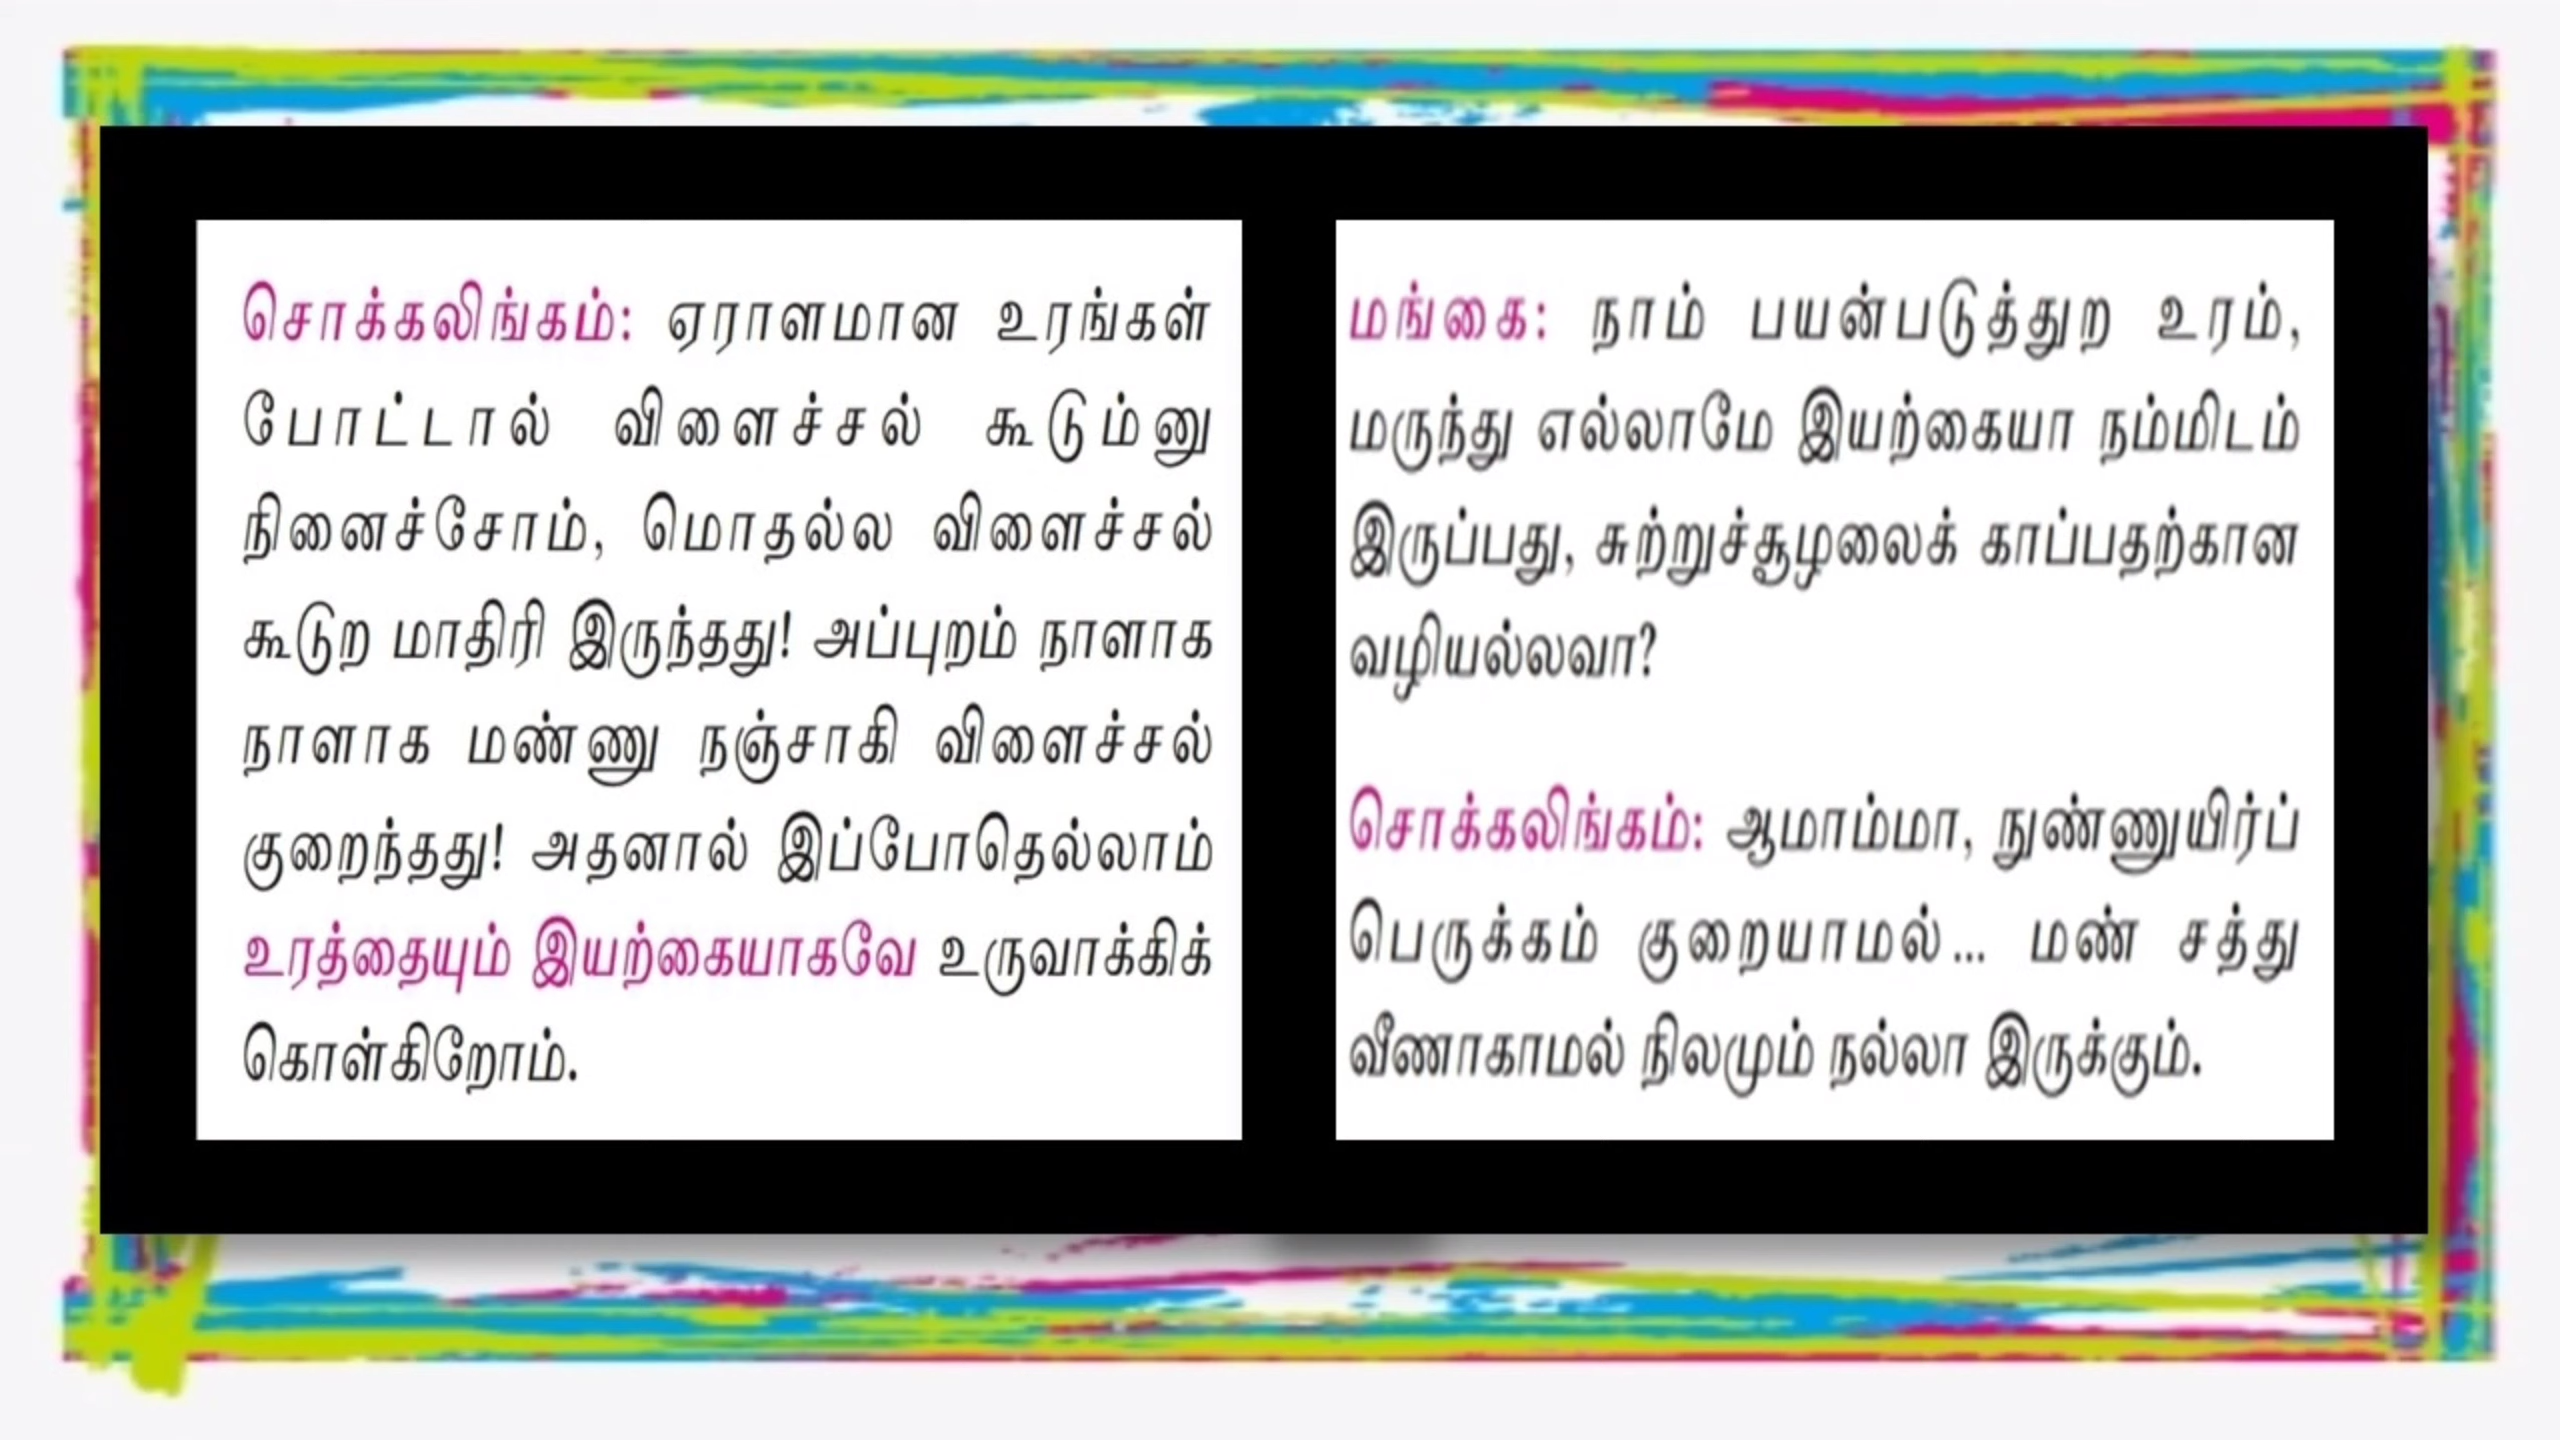 சொக்கலிங்கம்: ஏராளமான உரங்கள்
போட்டால் விளைச்சல் கூடும்னு
நினைச்சோம், மொதல்ல விளைச்சல்
கூடுற மாதிரி இருந்தது! அப்புறம் நாளாக
நாளாக மண்ணு நஞ்சாகி விளைச்சல்
குறைந்தது! அதனால் இப்போதெல்லாம்
உரத்தையும் இயற்கையாகவே உருவாக்கிக்
கொள்கிறோம்.
மங்கை: நாம் பயன்படுத்துற உரம்,
மருந்து எல்லாமே இயற்கையா நம்மிடம்
இருப்பது, சுற்றுச்சூழலைக் காப்பதற்கான
வழியல்லவா?
சொக்கலிங்கம்: ஆமாம்மா, நுண்ணுயிர்ப்
பெருக்கம் குறையாமல்... மண் சத்து
வீணாகாமல் நிலமும் நல்லா இருக்கும்.